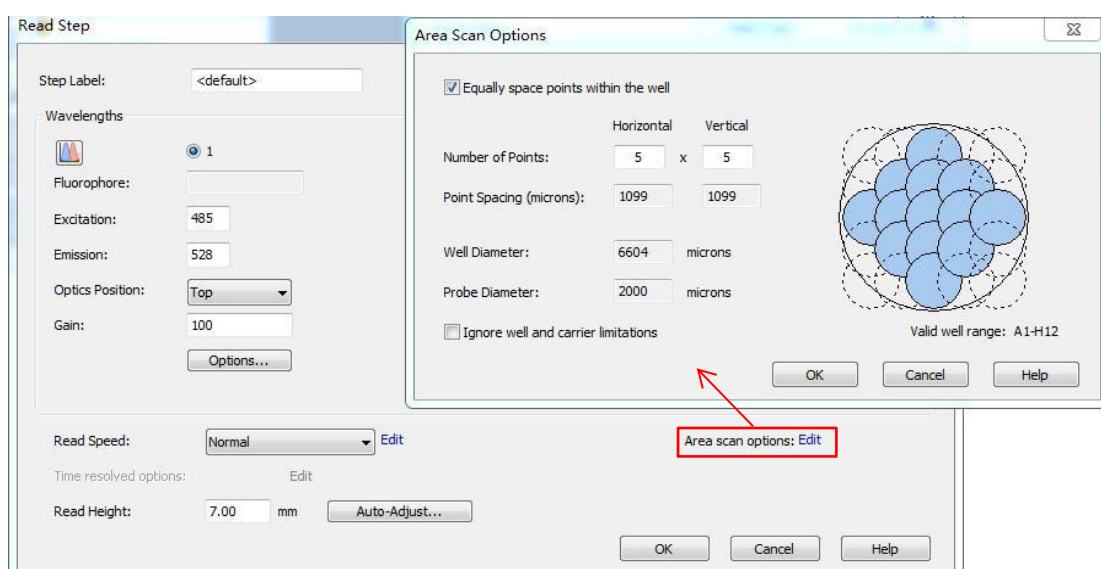 Read Step
Step Label: <default>
Wavelengths
1
Fluorophore:
Excitation: 485
Emission: 528
Optics Position: Top
Gain: 100
Options...
Read Speed: Normal Edit
Area scan options: Edit
Time resolved options: Edit
Read Height: 7.00 mm Auto-Adjust...
OK Cancel Help
Area Scan Options
Equally space points within the well
Horizontal Vertical
Number of Points: 5 x 5
Point Spacing (microns): 1099 1099
Well Diameter: 6604 microns
Probe Diameter: 2000 microns
Ignore well and carrier limitations
Valid well range: A1-H12
OK Cancel Help